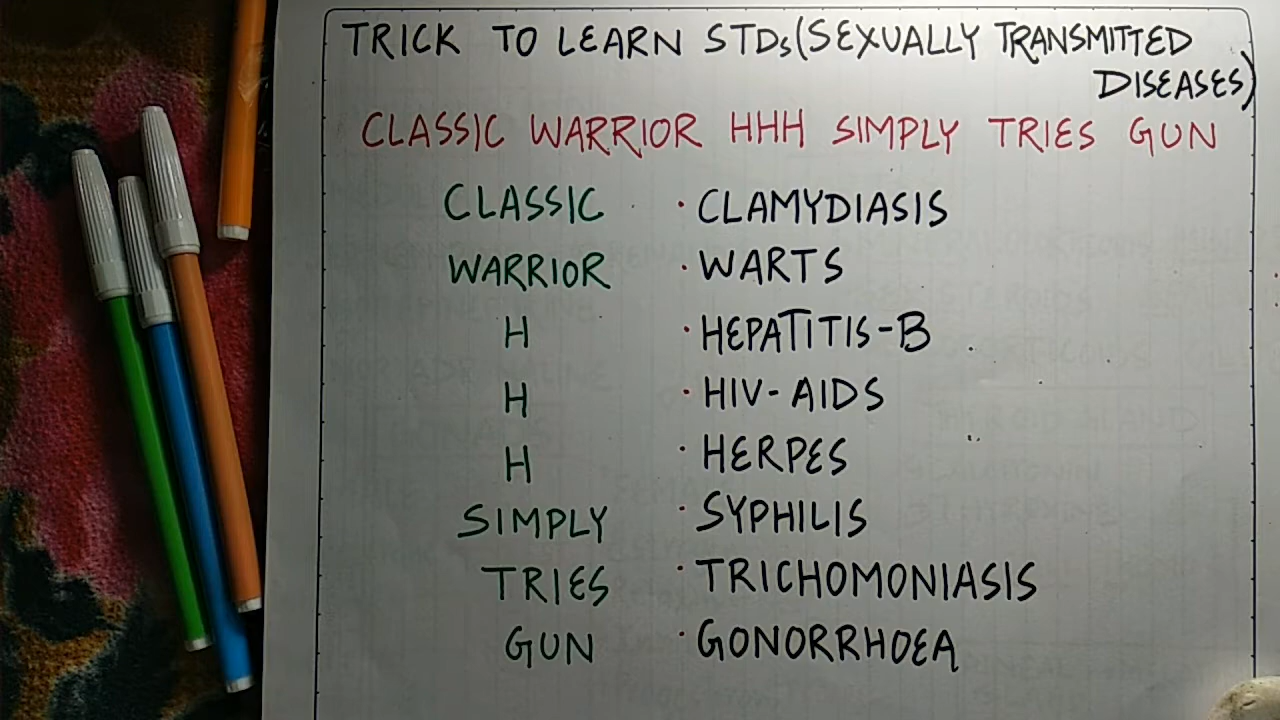 TRICK TO LEARN STDs(SEXUALLY TRANSMITTED
DISEASES)
CLASSIC WARRIOR HHH SIMPLY TRIES GUN
CLASSIC · CLAMYDIASIS
WARRIOR · WARTS
H · HEPATITIS-B
H · HIV-AIDS
H · HERPES
SIMPLY · SYPHILIS
TRIES · TRICHOMONIASIS
GUN · GONORRHOEA